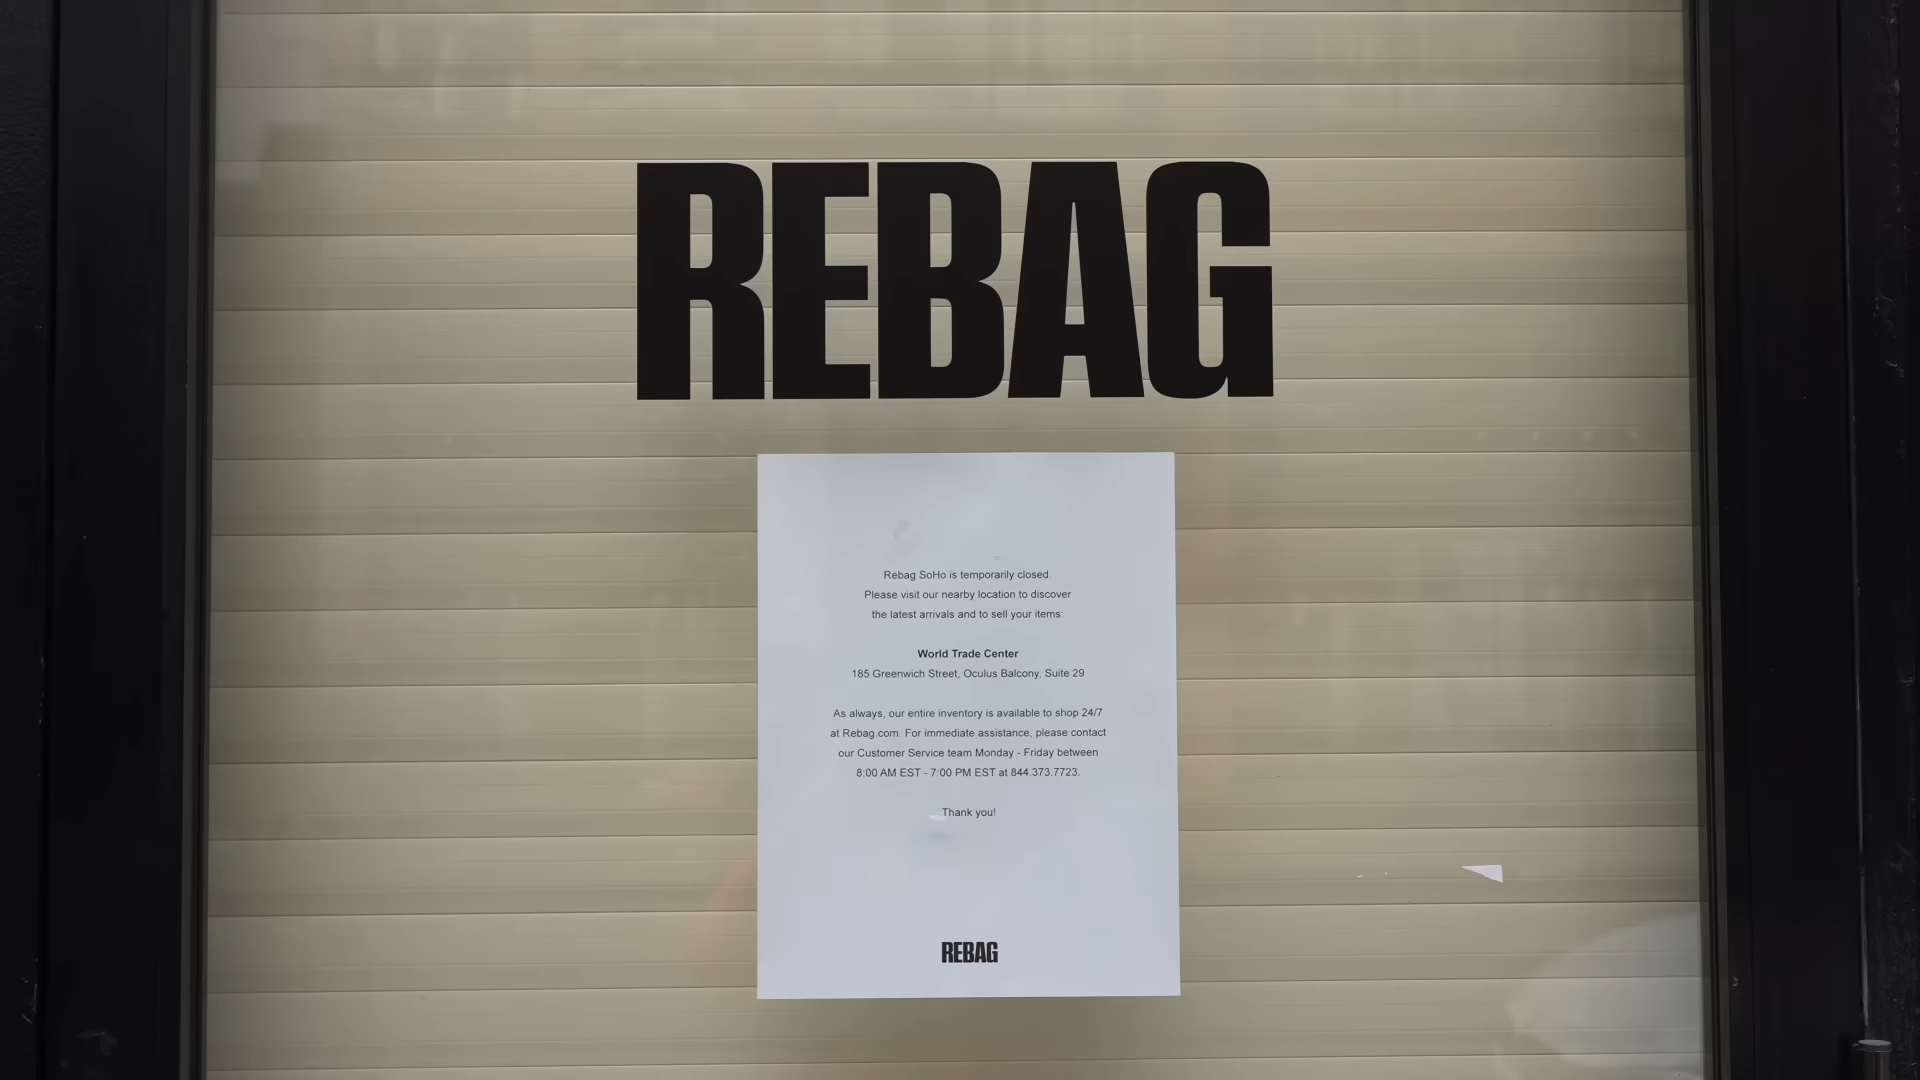 REBAG
Rebag SoHo is temporarily closed.
Please visit our nearby location to discover
the latest arrivals and to sell your items:
World Trade Center
185 Greenwich Street, Oculus Balcony, Suite 29
As always, our entire inventory is available to shop 24/7
at Rebag.com. For immediate assistance, please contact
our Customer Service team Monday - Friday between
8:00 AM EST - 7:00 PM EST at 844.373.7723.
Thank you!
REBAG